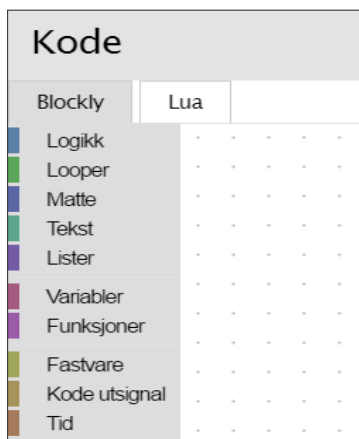 Kode
Blockly Lua
Logikk
Looper
Matte
Tekst
Lister
Variabler
Funksjoner
Fastvare
Kode utsignal
Tid